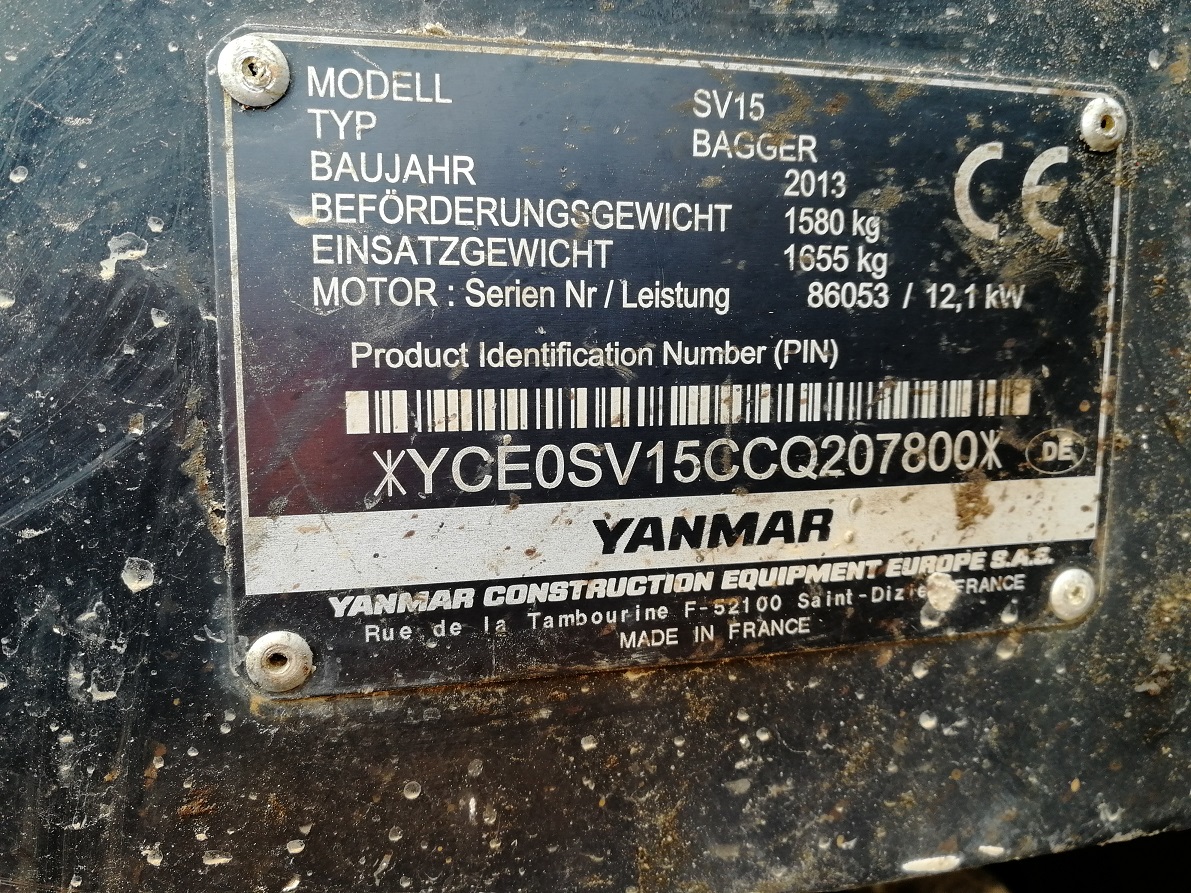 MODELL SV15
TYP BAGGER
BAUJAHR 2013
BEFÖRDERUNGSGEWICHT 1580 kg
EINSATZGEWICHT 1655 kg
MOTOR : Serien Nr / Leistung 86053 / 12,1 kW
CE
Product Identification Number (PIN)
*YCE0SV15CCQ207800*
DE
YANMAR
YANMAR CONSTRUCTION EQUIPMENT EUROPE S.A.S.
Rue de la Tambourine F-52100 Saint-Dizier FRANCE
MADE IN FRANCE